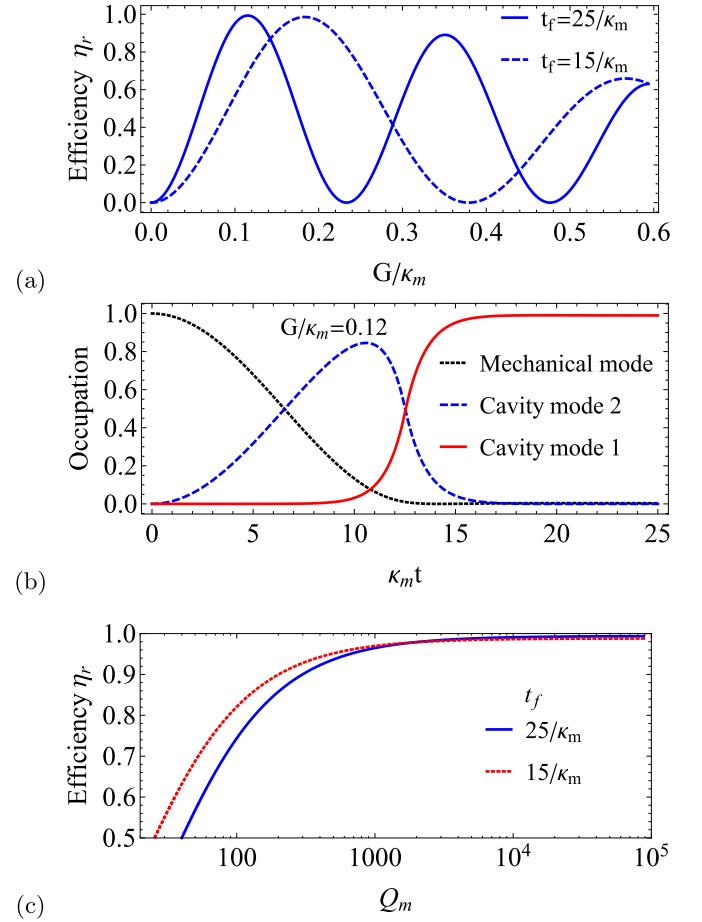 1.0
0.8
0.6
0.4
0.2
0.0
Efficiency ηr
tf=25/κm
tf=15/κm
0.0 0.1 0.2 0.3 0.4 0.5 0.6
G/κm
(a)
1.0
0.8
0.6
0.4
0.2
0.0
Occupation
G/κm=0.12
Mechanical mode
Cavity mode 2
Cavity mode 1
0 5 10 15 20 25
κmt
(b)
1.0
0.9
0.8
0.7
0.6
0.5
Efficiency ηr
tf
25/κm
15/κm
100 1000 10⁴ 10⁵
Qm
(c)